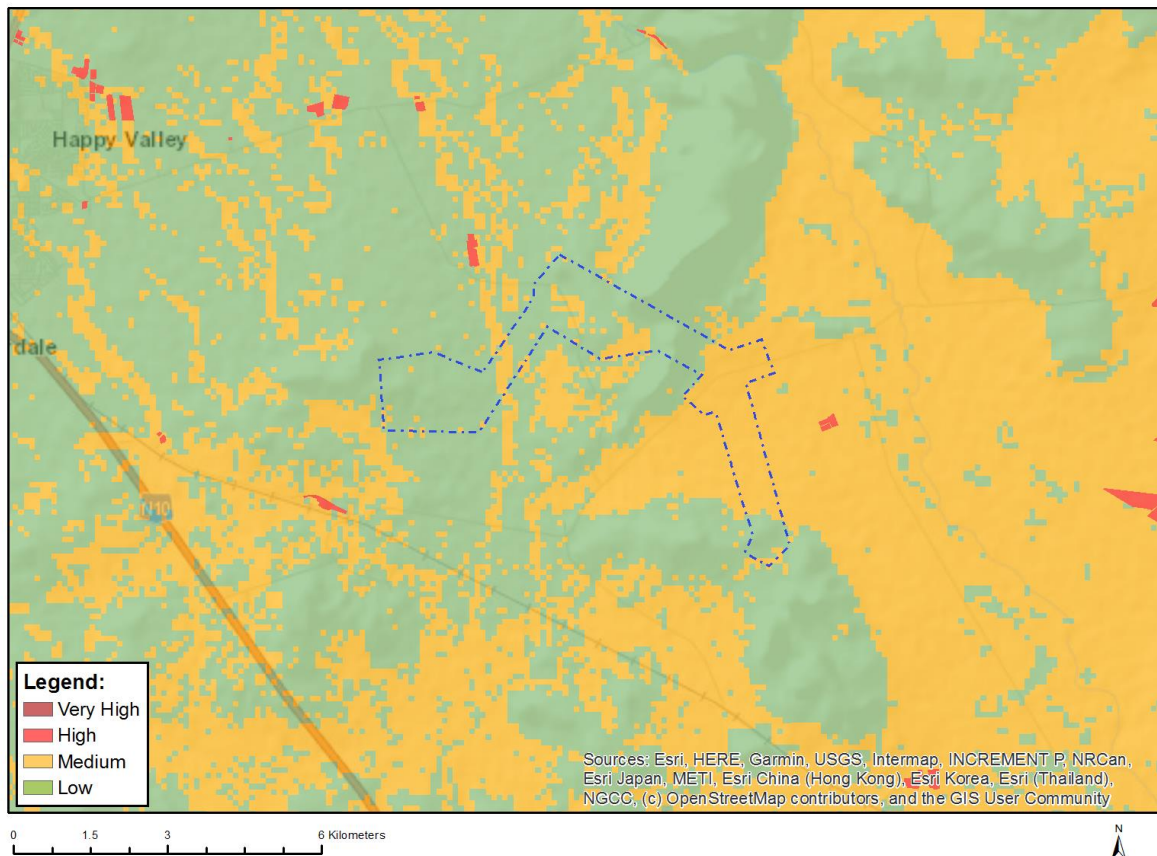 Happy Valley
dale
N10
Legend:
Very High
High
Medium
Low
Sources: Esri, HERE, Garmin, USGS, Intermap, INCREMENT P, NRCan,
Esri Japan, METI, Esri China (Hong Kong), Esri Korea, Esri (Thailand),
NGCC, (c) OpenStreetMap contributors, and the GIS User Community
0 1.5 3 6 Kilometers
N